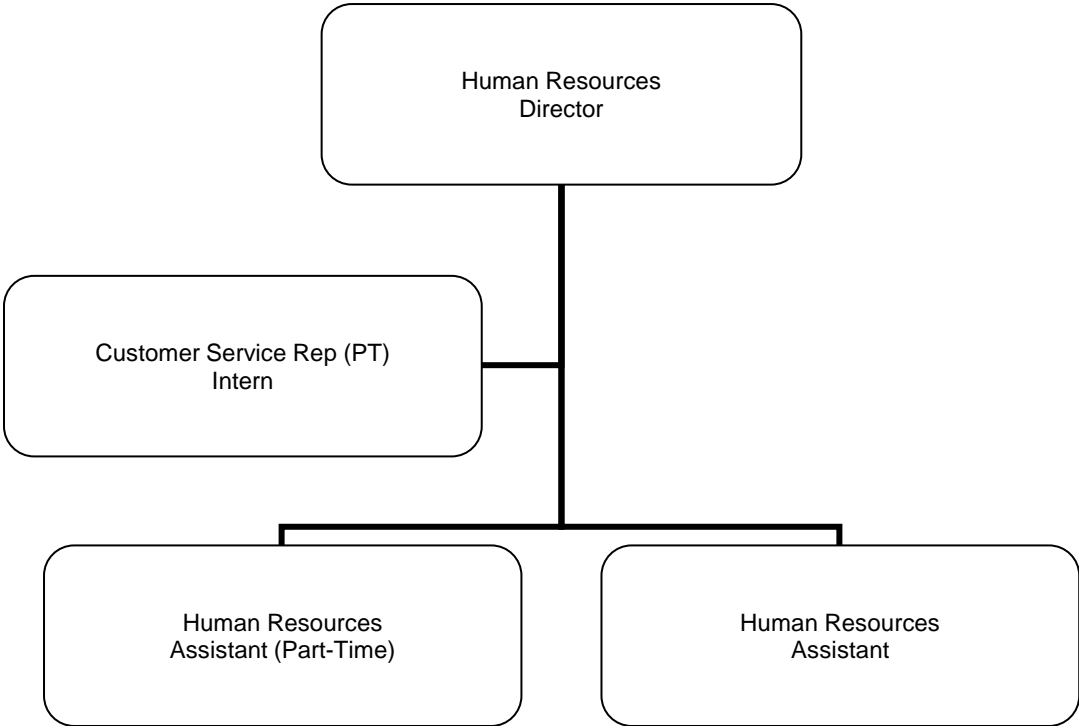 Human Resources
Director
Customer Service Rep (PT)
Intern
Human Resources
Assistant (Part-Time)
Human Resources
Assistant